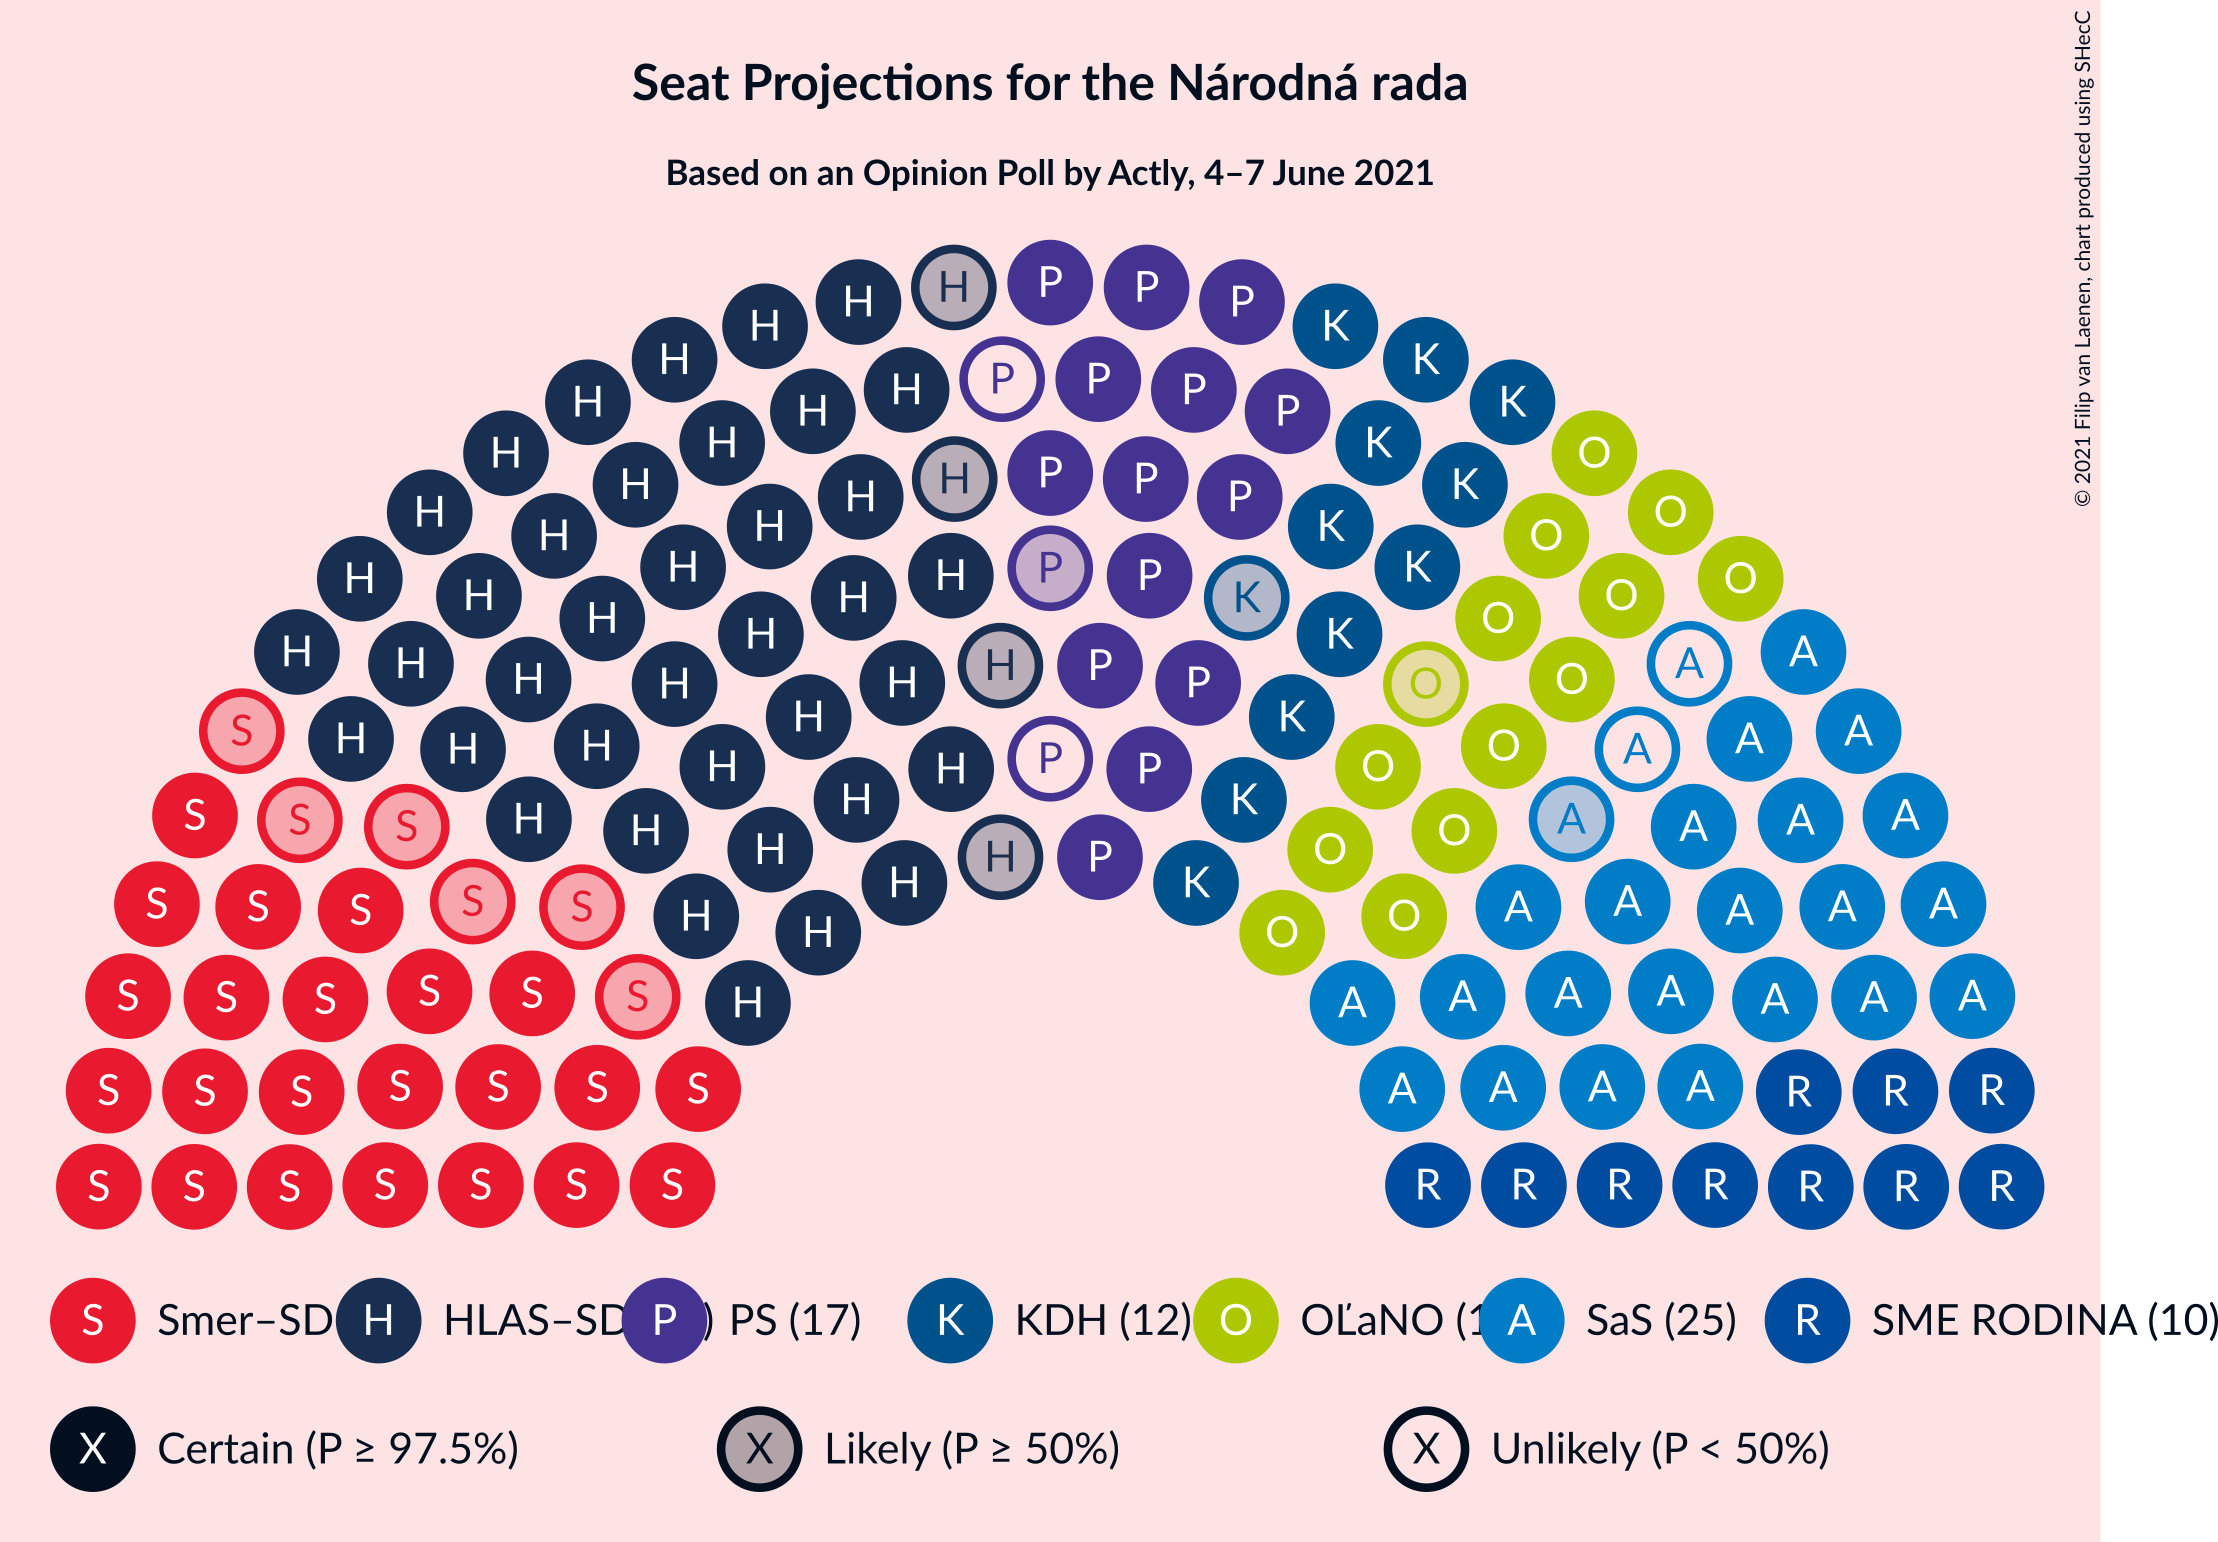 © 2021 Filip van Laenen, chart produced using SHecC
Seat Projections for the Národná rada
Based on an Opinion Poll by Actly, 4–7 June 2021
H H P P P
H K
H H P P P K
H H P K
H H K O
H H H H P P P K O
H H K O
H H H H H P P K K O O
H H K O
H H H H H H P P O O A A
S H H H H K O A A A
H H P P O
S S S H H H K O A A A A
H H P O
S S S S S H H H K O O A A A A A
S S S S S S H A A A A A A A
S S S S S S S A A A A R R R
S S S S S S S R R R R R R R
S Smer–SD H HLAS–SD P ) PS (17) K KDH (12) O OĽaNO A SaS (25) R SME RODINA (10)
X Certain (P ≥ 97.5%) X Likely (P ≥ 50%) X Unlikely (P < 50%)